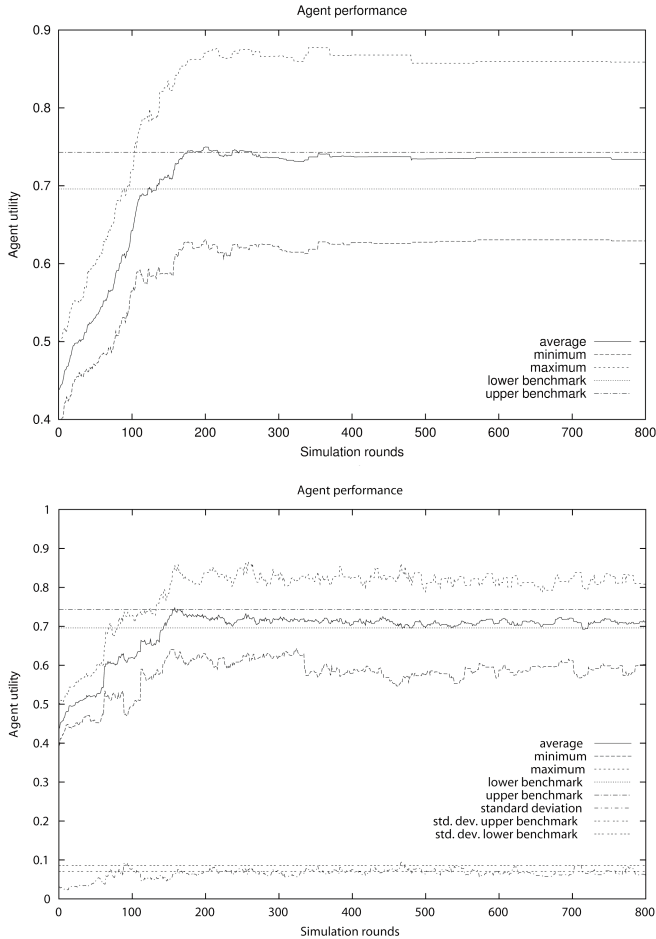 Agent performance
0.9
0.8
0.7
0.6
0.5
0.4
Agent utility
average
minimum
maximum
lower benchmark
upper benchmark
0 100 200 300 400 500 600 700 800
Simulation rounds
Agent performance
1
0.9
0.8
0.7
0.6
0.5
0.4
0.3
0.2
0.1
0
Agent utility
average
minimum
maximum
lower benchmark
upper benchmark
standard deviation
std. dev. upper benchmark
std. dev. lower benchmark
0 100 200 300 400 500 600 700 800
Simulation rounds